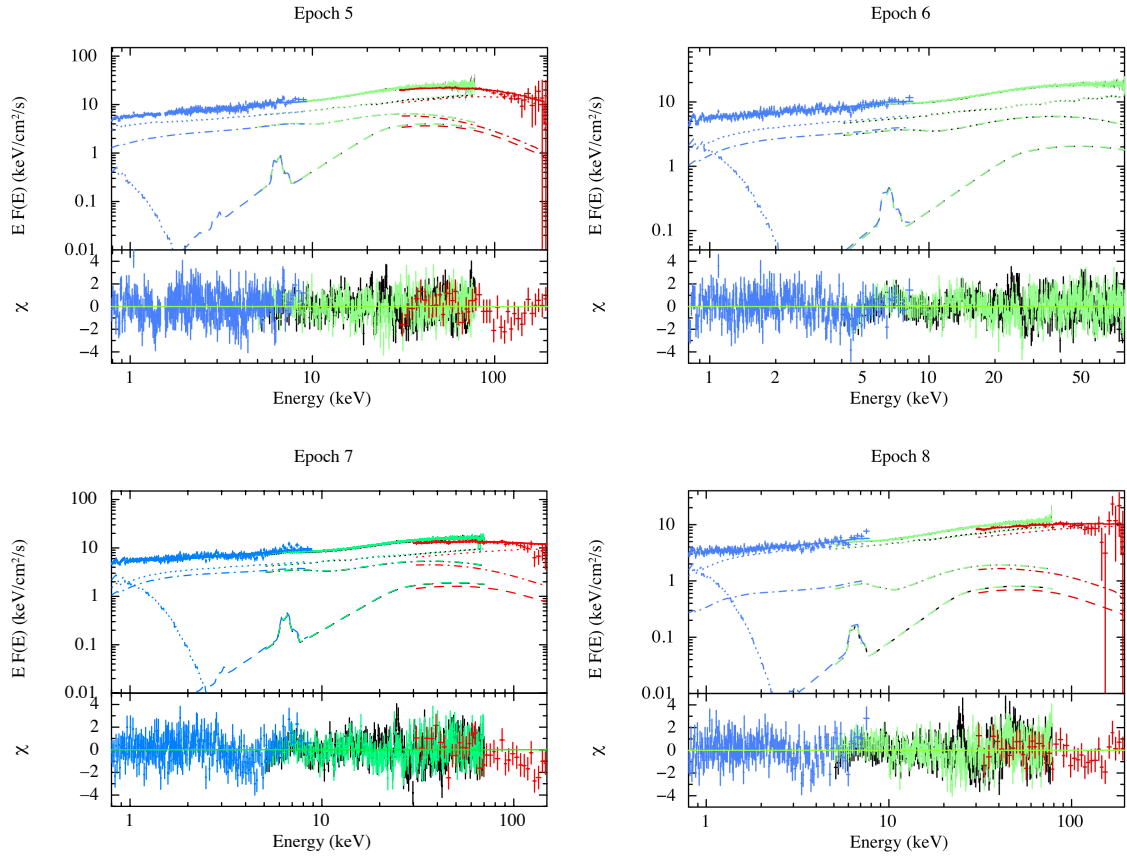 Epoch 5
E F(E) (keV/cm²/s)
100
10
1
0.1
0.01
χ
4
2
0
−2
−4
1 10 100
Energy (keV)
Epoch 6
E F(E) (keV/cm²/s)
10
1
0.1
χ
4
2
0
−2
−4
1 2 5 10 20 50
Energy (keV)
Epoch 7
E F(E) (keV/cm²/s)
100
10
1
0.1
0.01
χ
4
2
0
−2
−4
1 10 100
Energy (keV)
Epoch 8
E F(E) (keV/cm²/s)
10
1
0.1
0.01
χ
4
2
0
−2
−4
1 10 100
Energy (keV)